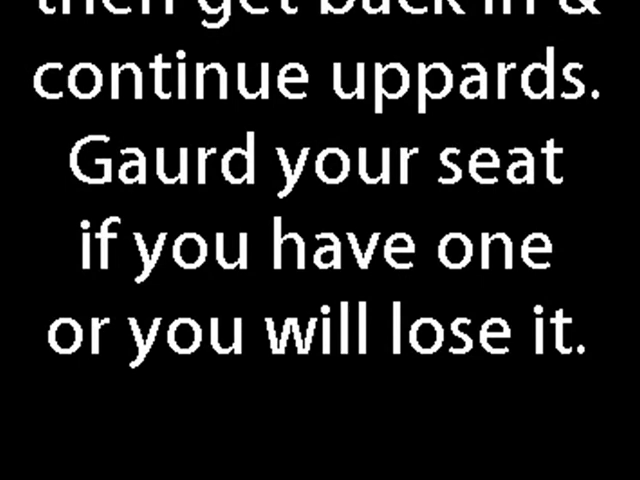 then get back in &
continue uppards.
Gaurd your seat
if you have one
or you will lose it.